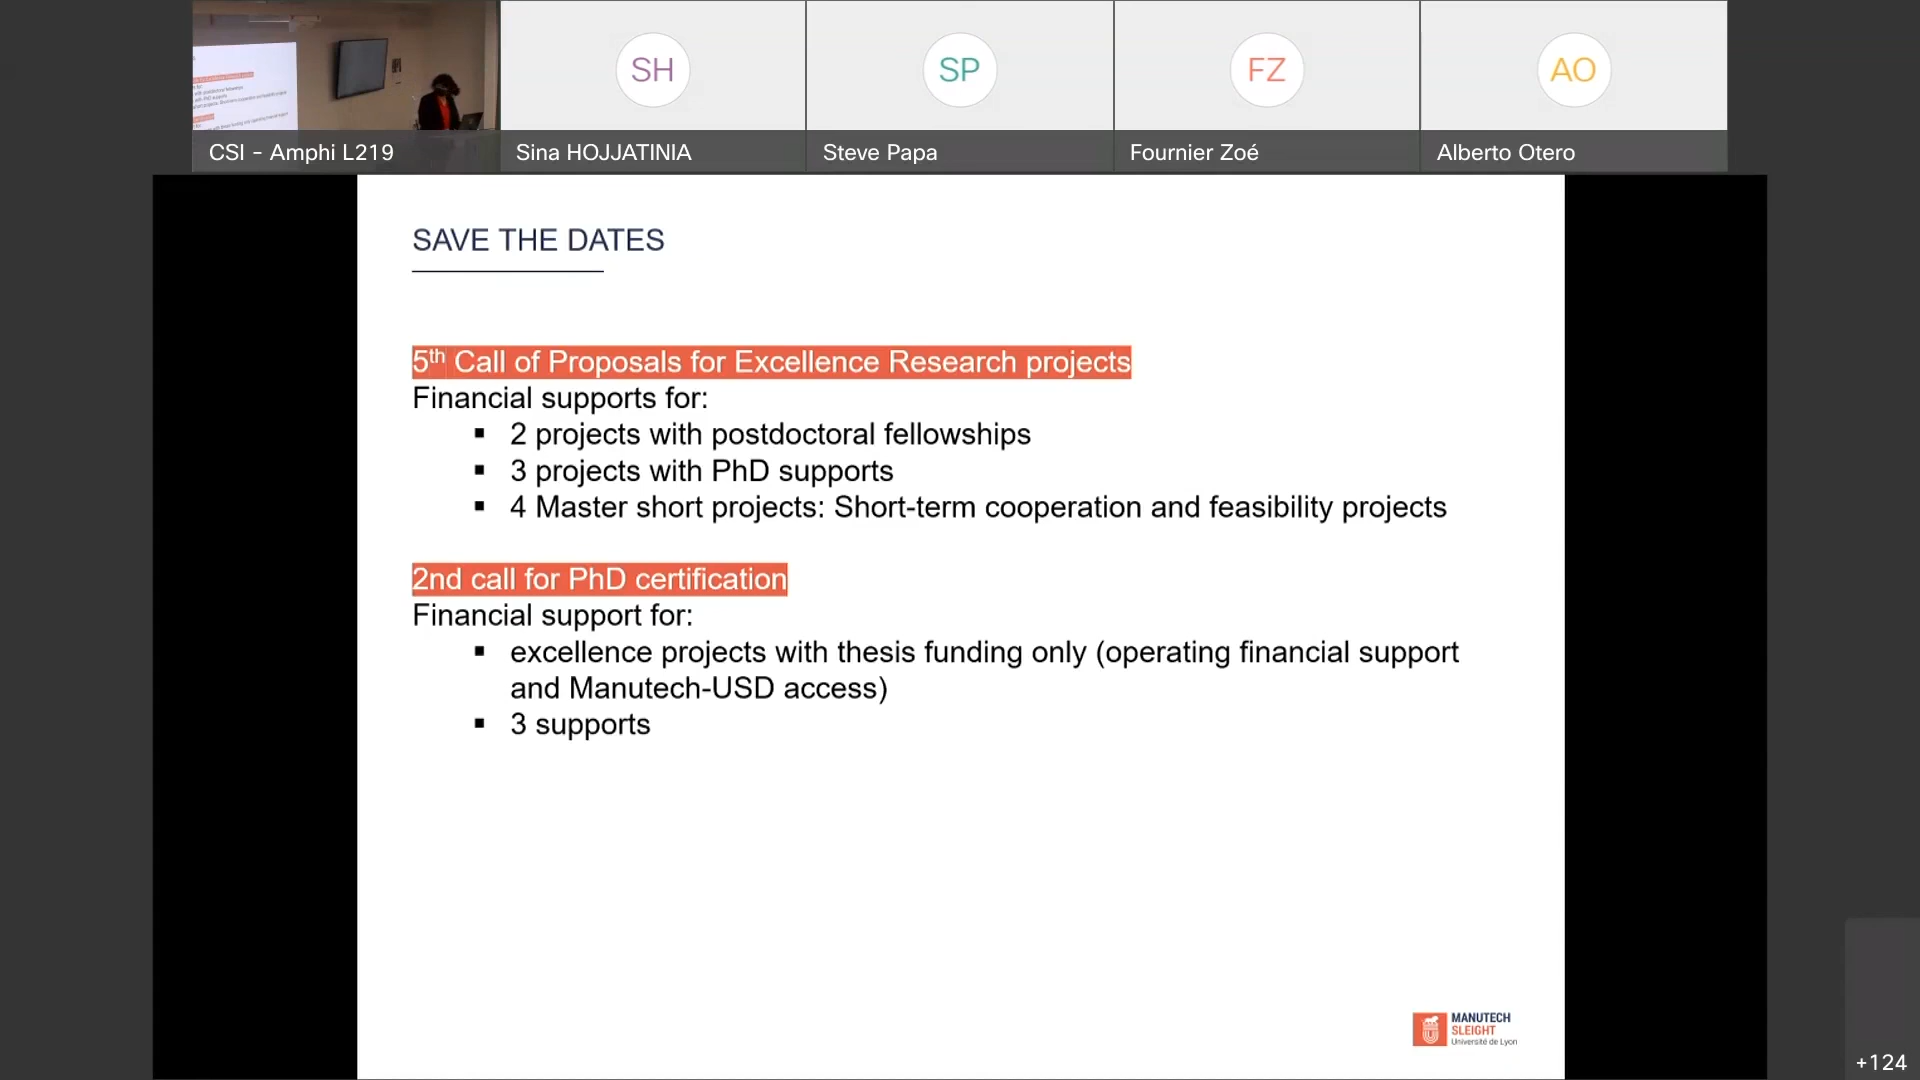 SH
SP
FZ
AO
CSI - Amphi L219
Sina HOJJATINIA
Steve Papa
Fournier Zoé
Alberto Otero
SAVE THE DATES
5th Call of Proposals for Excellence Research projects
Financial supports for:
▪ 2 projects with postdoctoral fellowships
▪ 3 projects with PhD supports
▪ 4 Master short projects: Short-term cooperation and feasibility projects
2nd call for PhD certification
Financial support for:
▪ excellence projects with thesis funding only (operating financial support
and Manutech-USD access)
▪ 3 supports
MANUTECH
SLEIGHT
Université de Lyon
+124